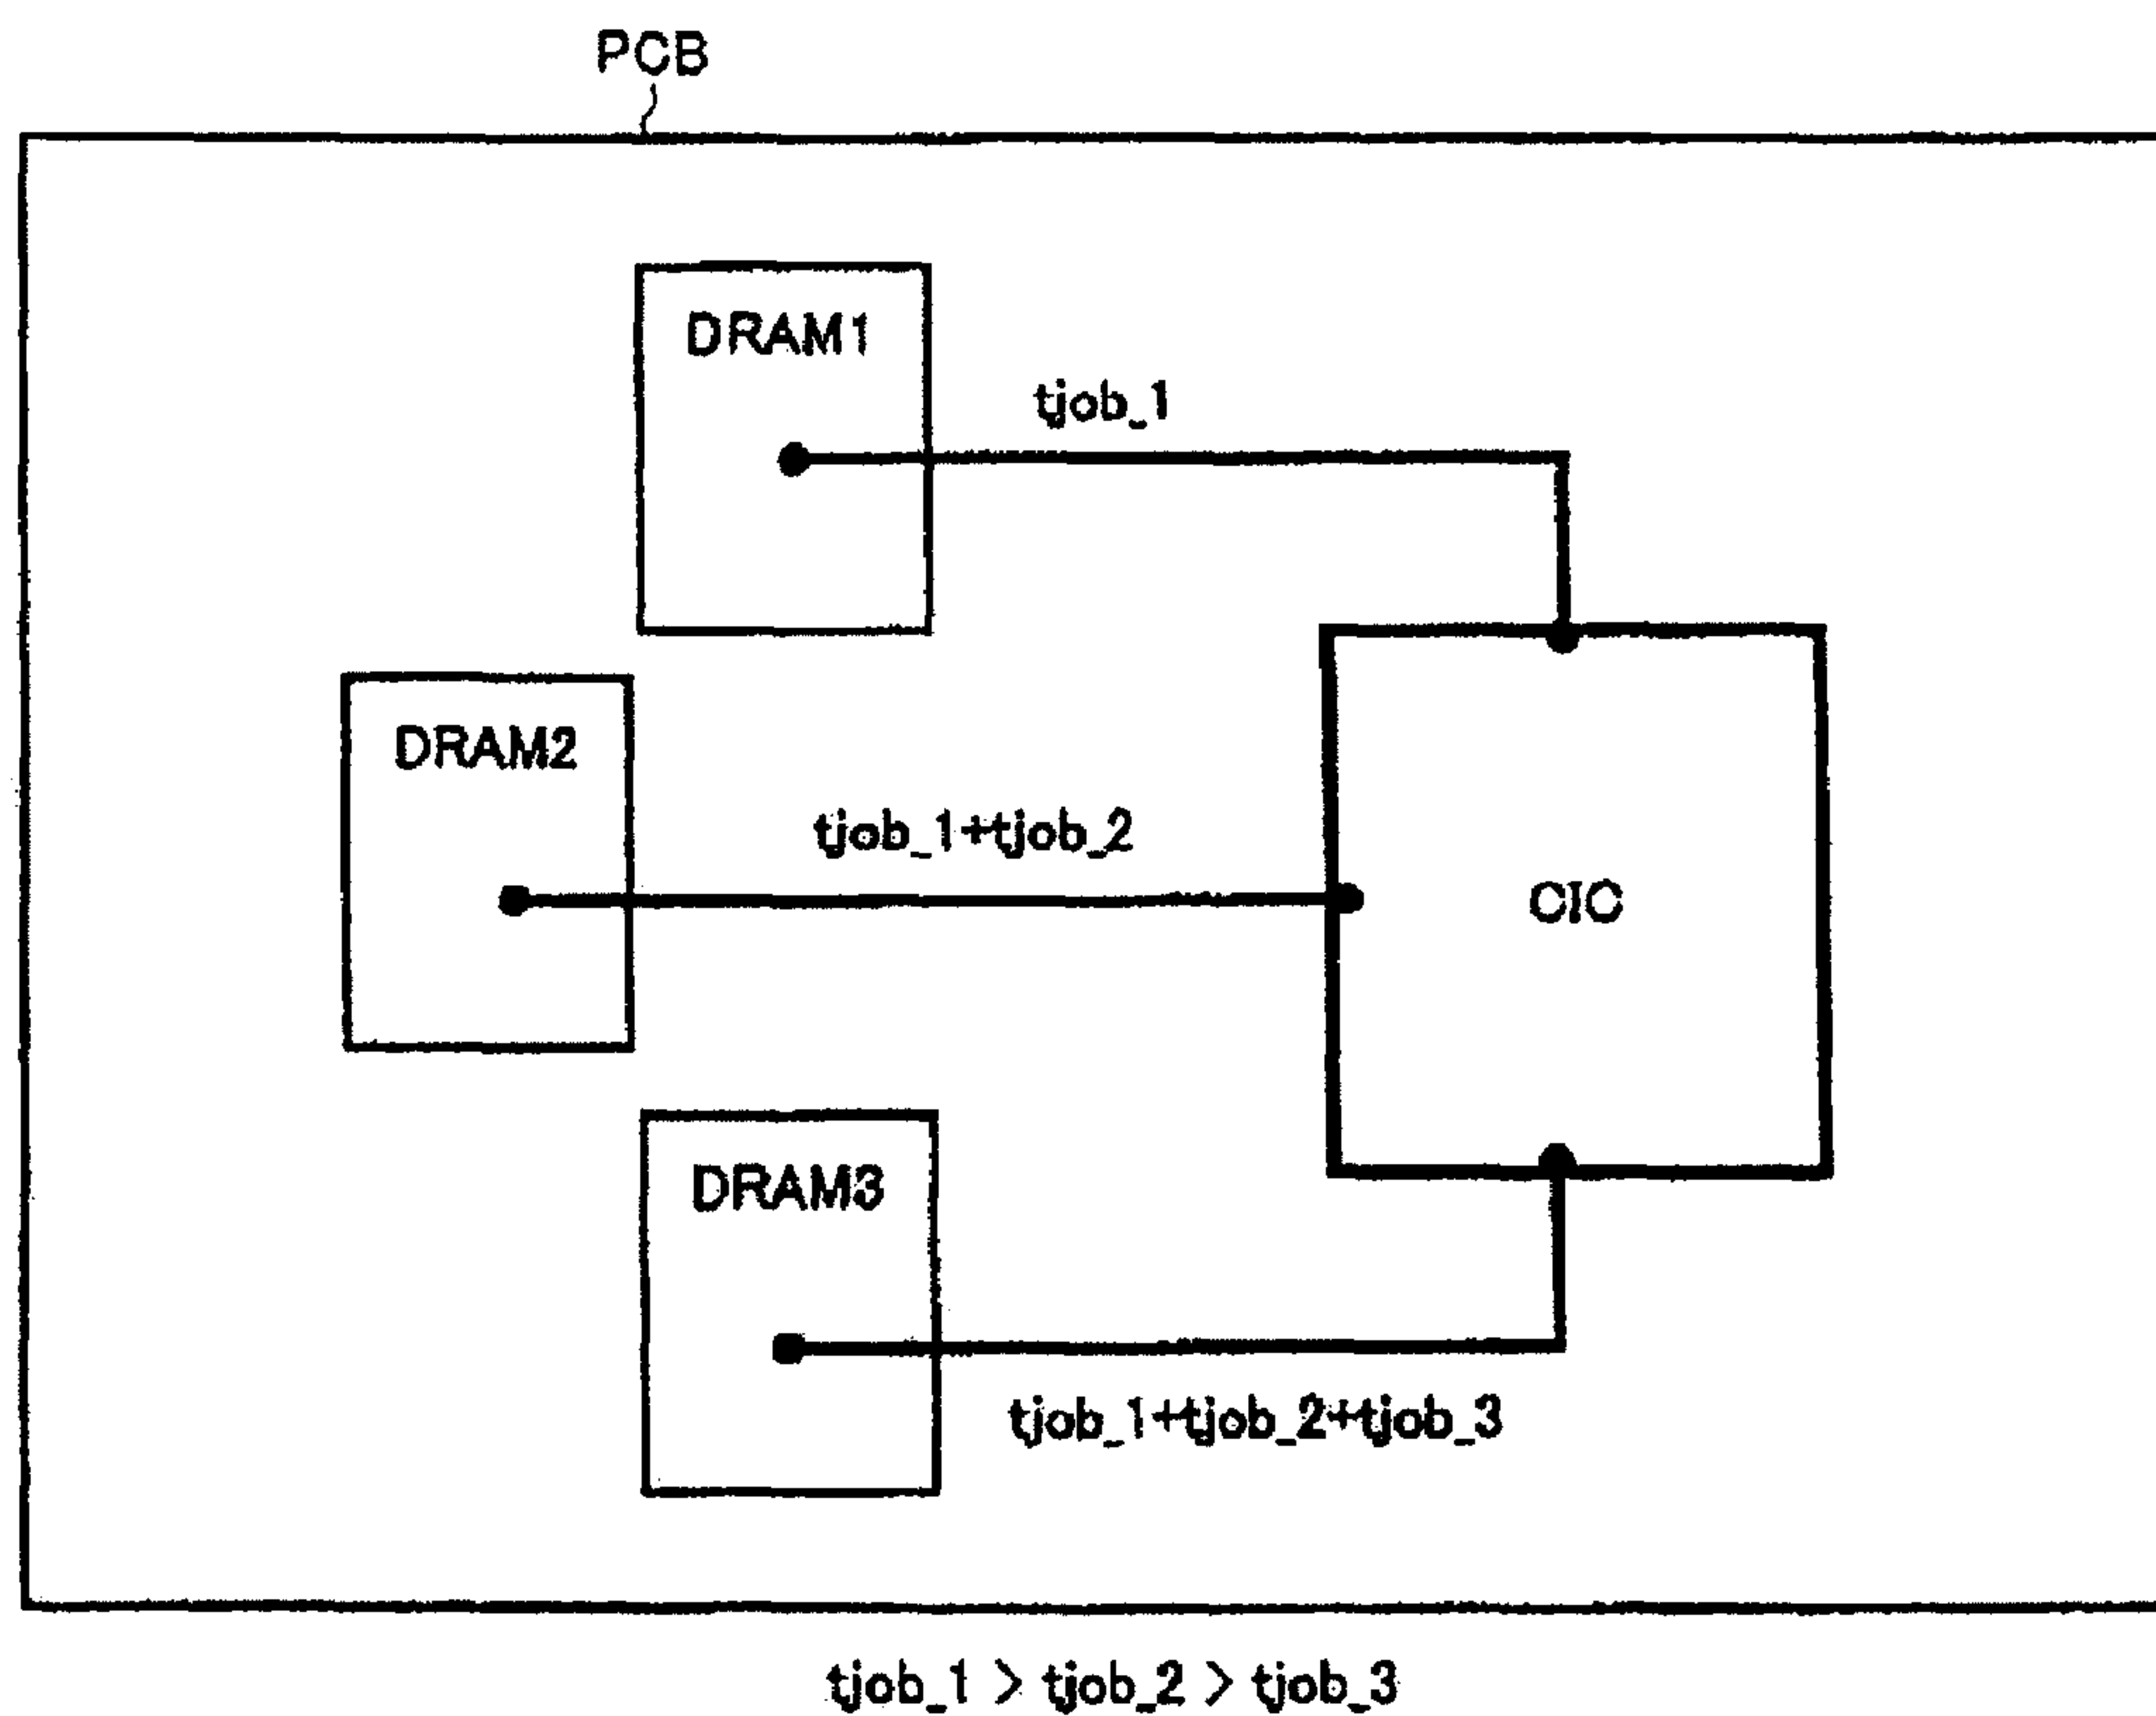 PCB
DRAM1
tjob_1
DRAM2
tjob_1+tjob_2
CIC
DRAM3
tjob_1+tjob_2+tjob_3
tjob_1 > tjob_2 > tjob_3